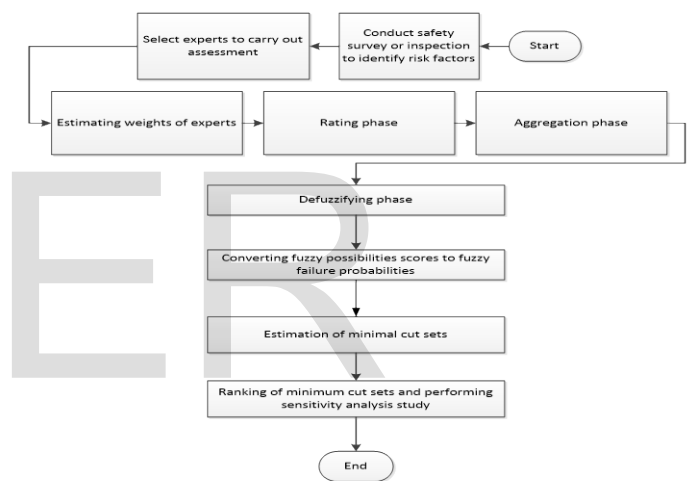 Start
Conduct safety
survey or inspection
to identify risk factors
Select experts to carry out
assessment
Estimating weights of experts
Rating phase
Aggregation phase
Defuzzifying phase
Converting fuzzy possibilities scores to fuzzy
failure probabilities
Estimation of minimal cut sets
Ranking of minimum cut sets and performing
sensitivity analysis study
End
ER